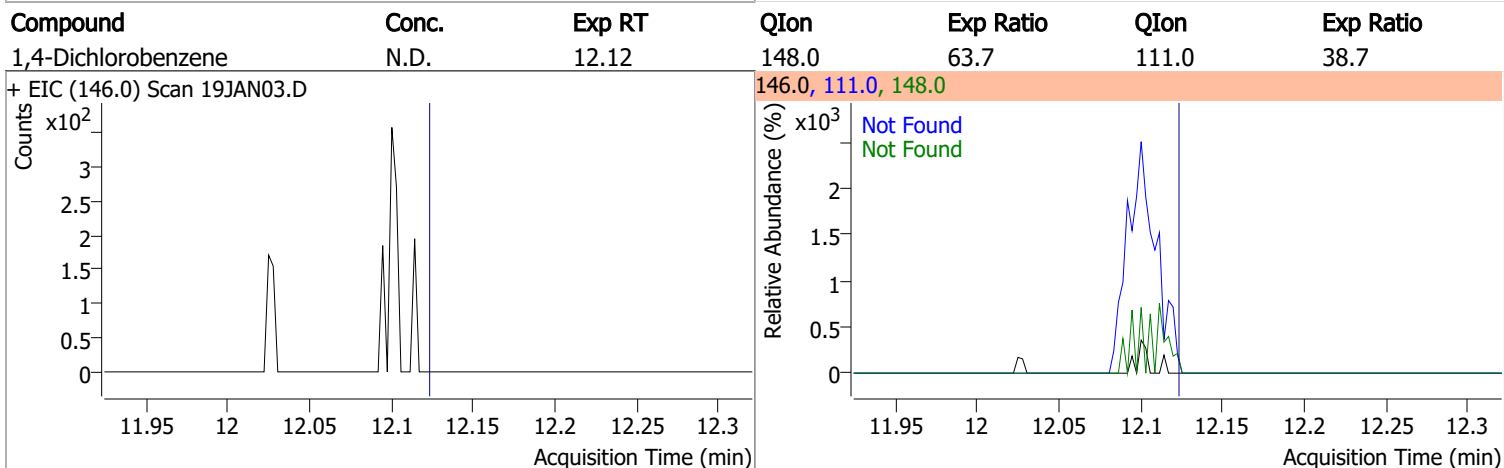 Compound Conc. Exp RT QIon Exp Ratio QIon Exp Ratio
1,4-Dichlorobenzene N.D. 12.12 148.0 63.7 111.0 38.7
+ EIC (146.0) Scan 19JAN03.D
Counts
x10²
3
2.5
2
1.5
1
0.5
0
11.95 12 12.05 12.1 12.15 12.2 12.25 12.3
Acquisition Time (min)
146.0, 111.0, 148.0
Relative Abundance (%)
x10³
Not Found
Not Found
2
1.5
1
0.5
0
11.95 12 12.05 12.1 12.15 12.2 12.25 12.3
Acquisition Time (min)